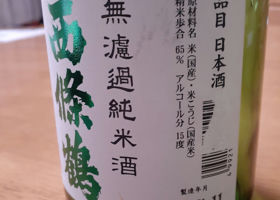 品目 日本酒
原材料名 米(国産)・米こうじ(国産米)
精米歩合 65% アルコール分 15度
無濾過純米酒
西條鶴
製造年月
11